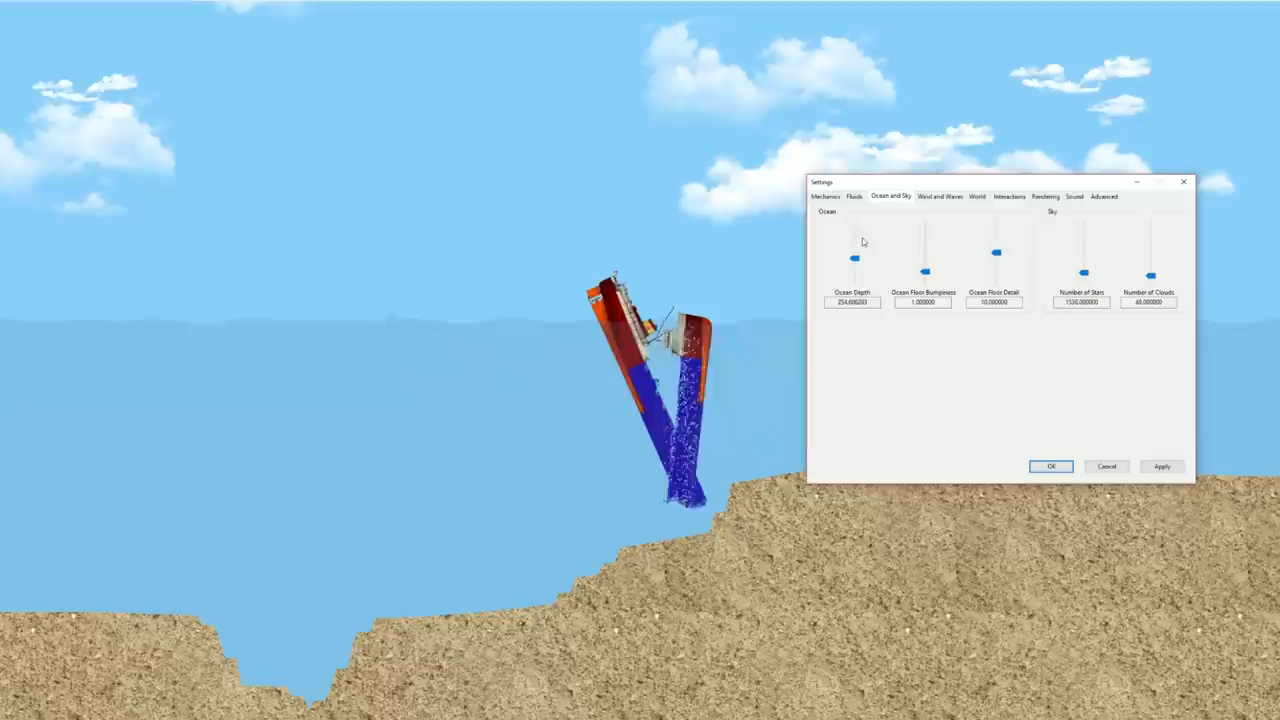 Settings
Mechanics Fluids Ocean and Sky Wind and Waves World Interactions Rendering Sound Advanced
Ocean Sky
Ocean Depth Ocean Floor Bumpiness Ocean Floor Detail Number of Stars Number of Clouds
254.606293 1.000000 10.000000 1536.000000 48.000000
OK Cancel Apply